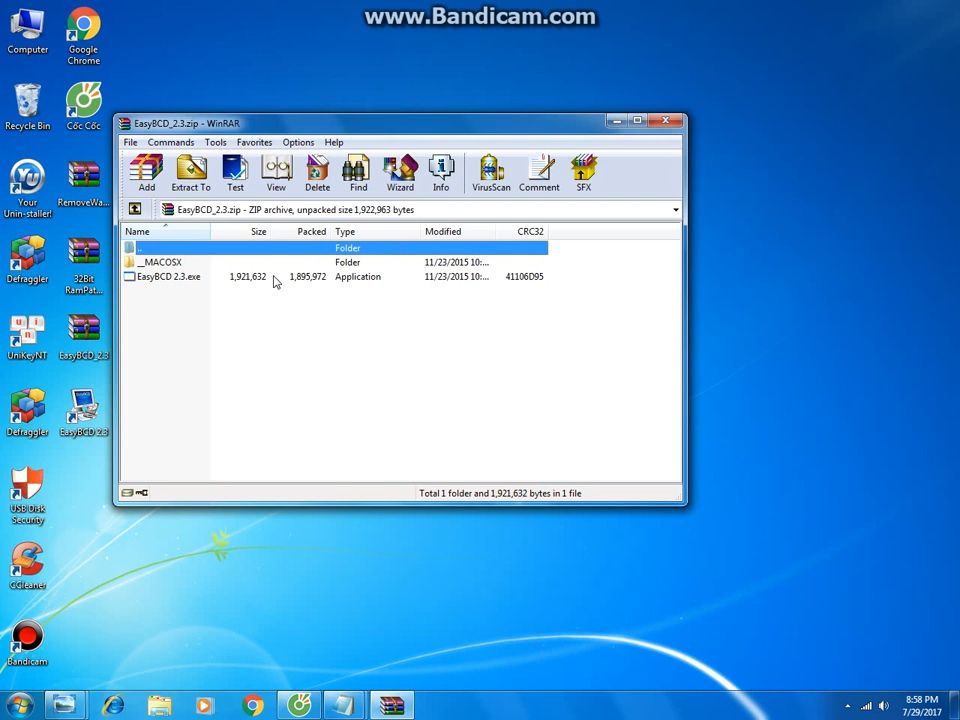 www.Bandicam.com
Computer
Google
Chrome
Recycle Bin
Cốc Cốc
Your
Unin-staller!
RemoveWa...
Defraggler
32Bit
RamPat...
UniKeyNT
EasyBCD_2.3
Defraggler
EasyBCD 2.3
USB Disk
Security
CCleaner
Bandicam
EasyBCD_2.3.zip - WinRAR
File Commands Tools Favorites Options Help
Add Extract To Test View Delete Find Wizard Info VirusScan Comment SFX
EasyBCD_2.3.zip - ZIP archive, unpacked size 1,922,963 bytes
Name Size Packed Type Modified CRC32
.. Folder
__MACOSX Folder 11/23/2015 10:...
EasyBCD 2.3.exe 1,921,632 1,895,972 Application 11/23/2015 10:... 41106D95
Total 1 folder and 1,921,632 bytes in 1 file
8:58 PM
7/29/2017